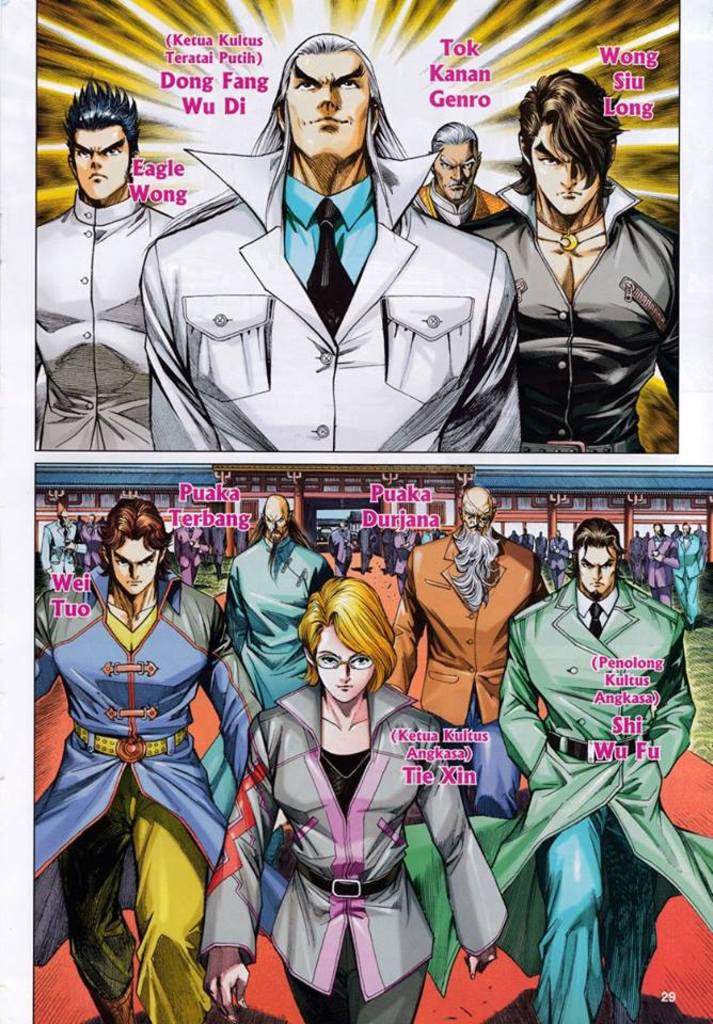 (Ketua Kultus
Teratai Putih)
Dong Fang
Wu Di
Tok
Kanan
Genro
Wong
Siu
Long
Eagle
Wong
Puaka
Terbang
Puaka
Durjana
Wei
Tuo
(Penolong
Kultus
Angkasa)
Shi
Wu Fu
(Ketua Kultus
Angkasa)
Tie Xin
29